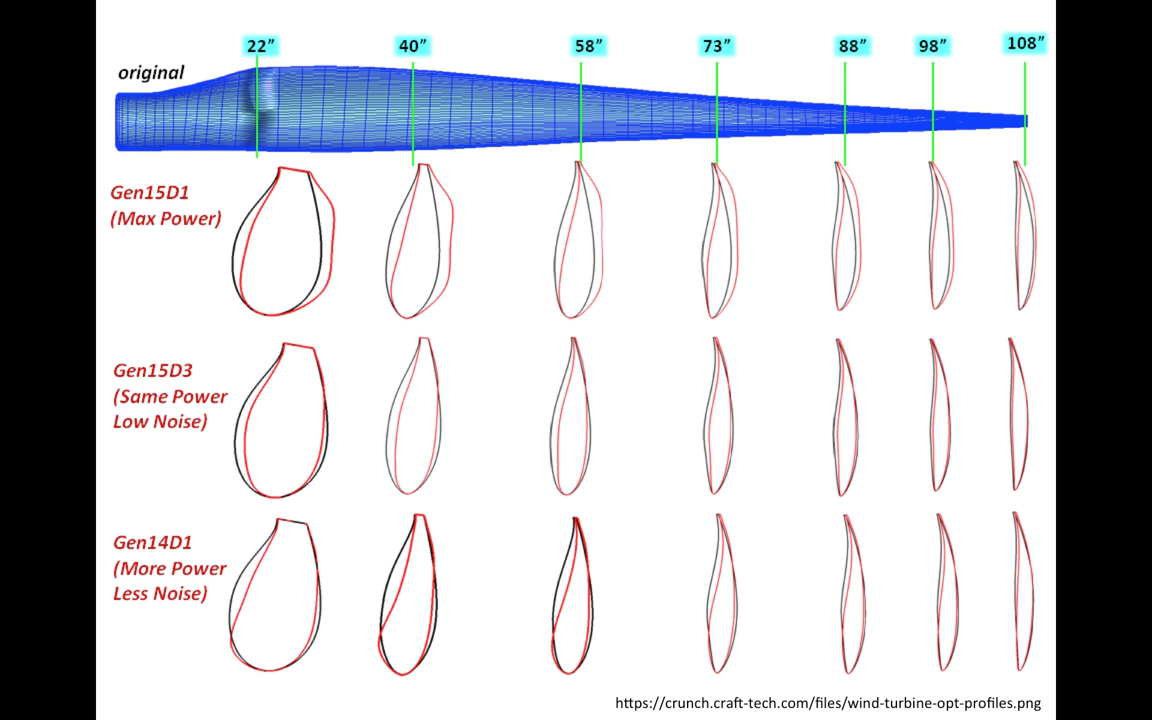 22”
40”
58”
73”
88”
98”
108”
original
Gen15D1
(Max Power)
Gen15D3
(Same Power
Low Noise)
Gen14D1
(More Power
Less Noise)
https://crunch.craft-tech.com/files/wind-turbine-opt-profiles.png